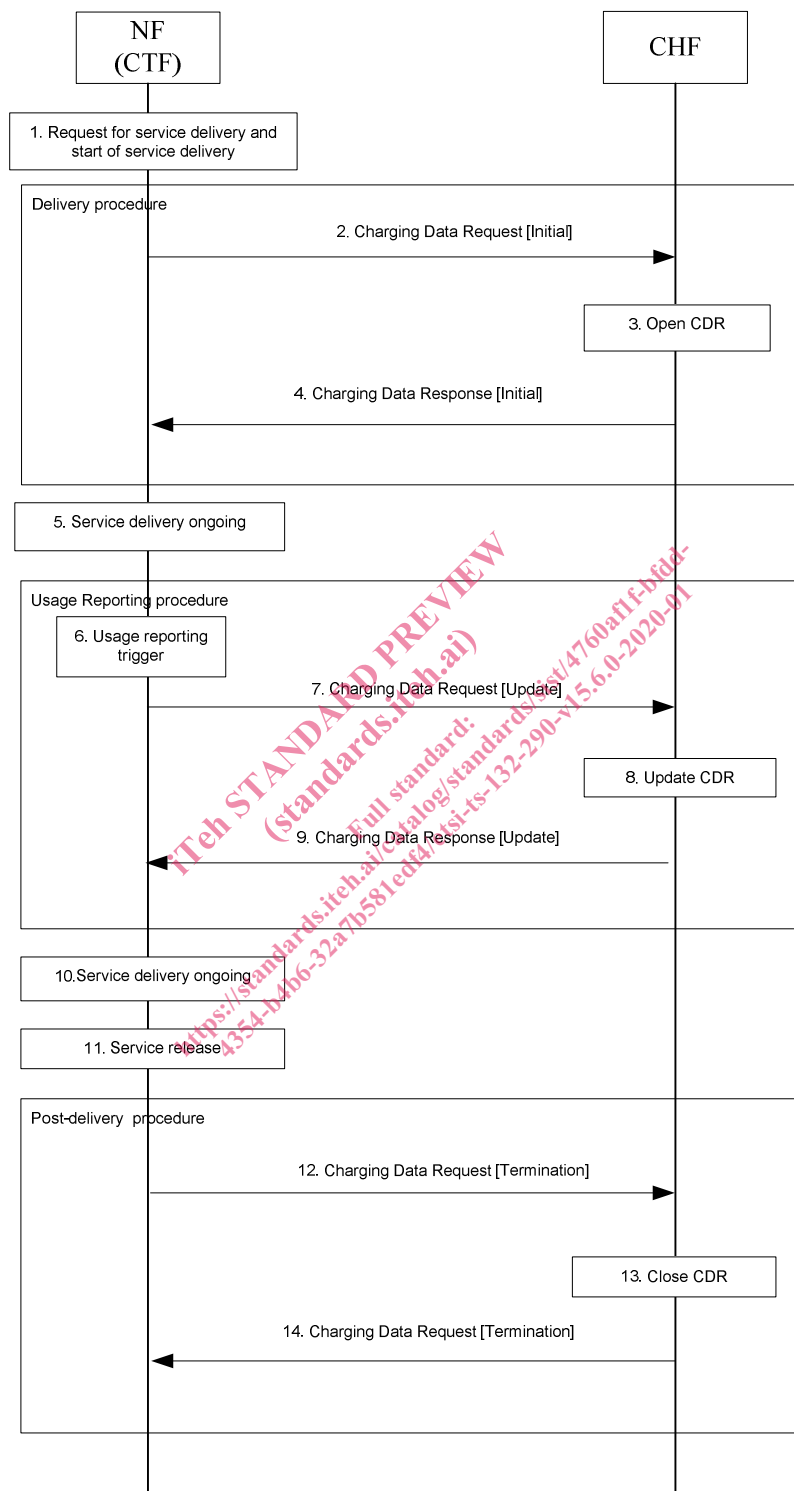 NF
(CTF)
CHF
1. Request for service delivery and
start of service delivery
Delivery procedure
2. Charging Data Request [Initial]
3. Open CDR
4. Charging Data Response [Initial]
5. Service delivery ongoing
Usage Reporting procedure
6. Usage reporting
trigger
7. Charging Data Request [Update]
8. Update CDR
9. Charging Data Response [Update]
10.Service delivery ongoing
11. Service release
Post-delivery procedure
12. Charging Data Request [Termination]
13. Close CDR
14. Charging Data Request [Termination]
iTeh STANDARD PREVIEW
(standards.iteh.ai)
Full standard:
https://standards.iteh.ai/catalog/standards/sist/4760af1f-bfdd-
4354-b4b6-32a7b581edf4/etsi-ts-132-290-v15.6.0-2020-01